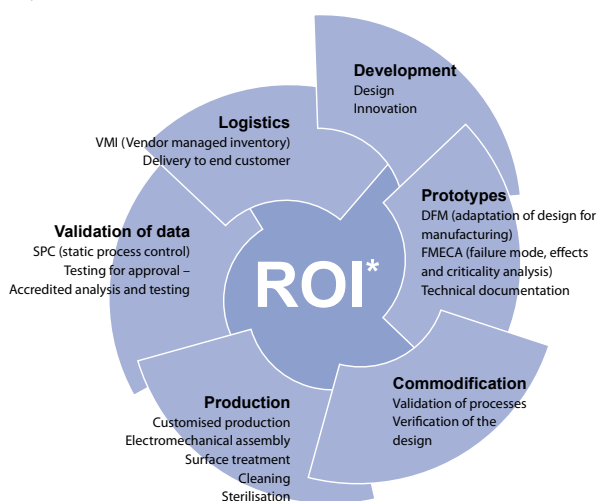 Development
Design
Innovation
Logistics
VMI (Vendor managed inventory)
Delivery to end customer
Prototypes
DFM (adaptation of design for
manufacturing)
FMECA (failure mode, effects
and criticality analysis)
Technical documentation
Validation of data
SPC (static process control)
Testing for approval –
Accredited analysis and testing
ROI*
Commodification
Validation of processes
Verification of the
design
Production
Customised production
Electromechanical assembly
Surface treatment
Cleaning
Sterilisation